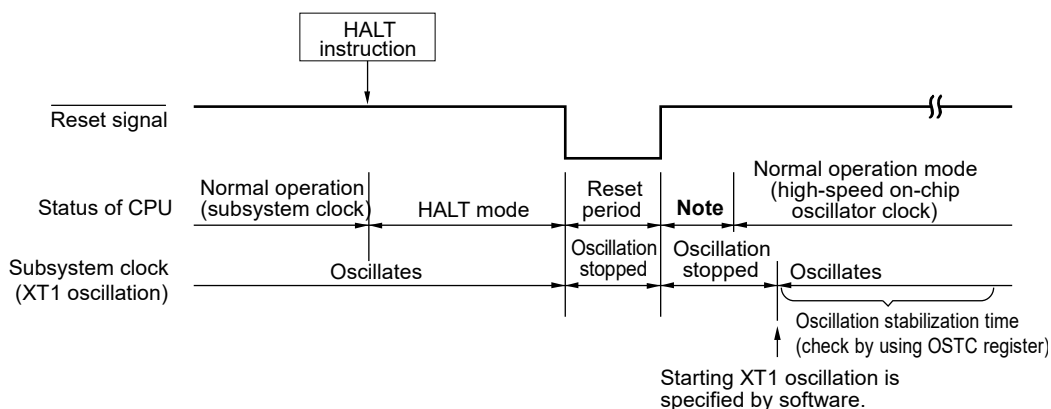 HALT
instruction
Reset signal
Status of CPU
Normal operation
(subsystem clock)
HALT mode
Reset
period
Note
Normal operation mode
(high-speed on-chip
oscillator clock)
Subsystem clock
(XT1 oscillation)
Oscillates
Oscillation
stopped
Oscillation
stopped
Oscillates
Oscillation stabilization time
(check by using OSTC register)
Starting XT1 oscillation is
specified by software.